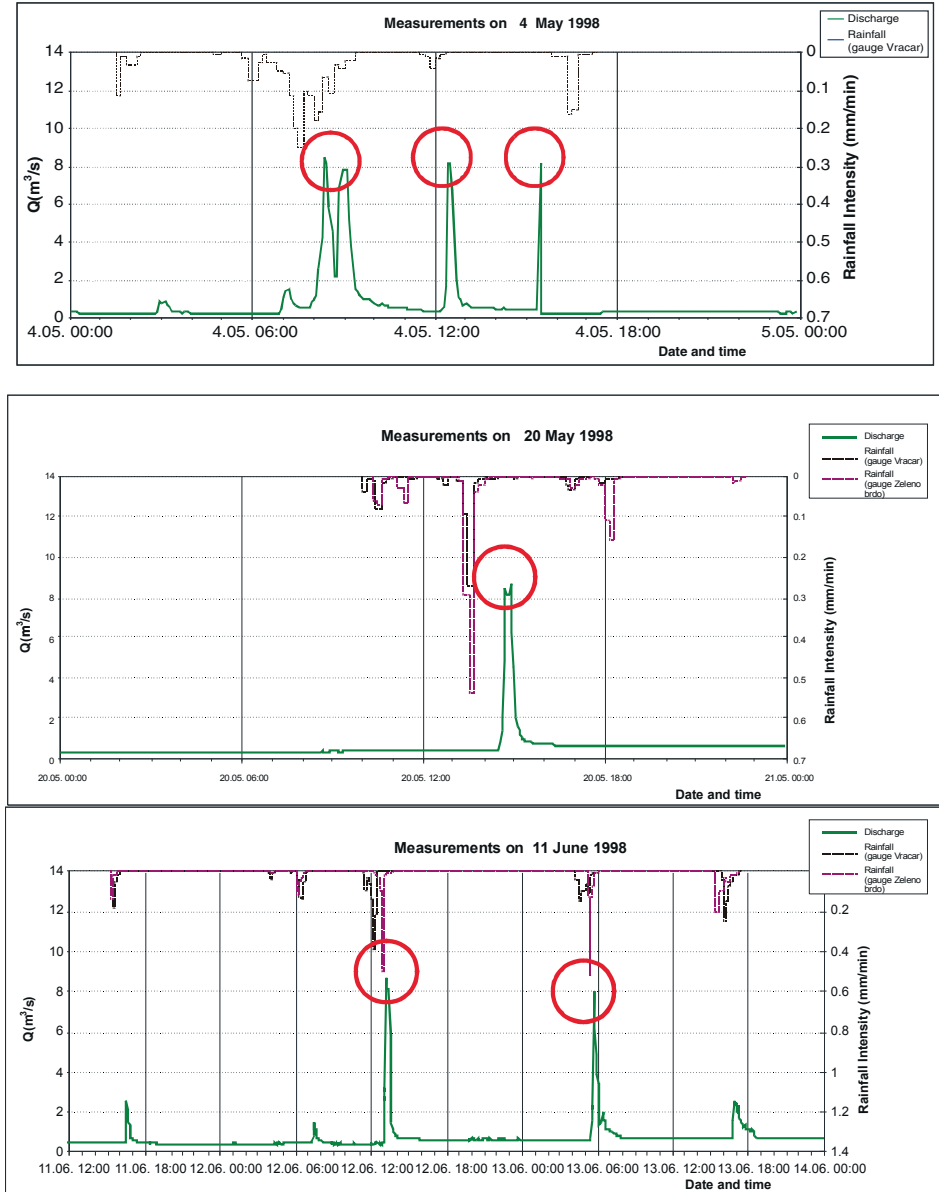 Measurements on 4 May 1998
Discharge
Rainfall
(gauge Vracar)
14
12
10
8
6
4
2
0
Q(m³/s)
0
0.1
0.2
0.3
0.4
0.5
0.6
0.7
Rainfall Intensity (mm/min)
4.05. 00:00
4.05. 06:00
4.05. 12:00
4.05. 18:00
5.05. 00:00
Date and time
Measurements on 20 May 1998
Discharge
Rainfall
(gauge Vracar)
Rainfall
(gauge Zeleno
brdo)
14
12
10
8
6
4
2
0
Q(m³/s)
0
0.1
0.2
0.3
0.4
0.5
0.6
0.7
Rainfall Intensity (mm/min)
20.05. 00:00
20.05. 06:00
20.05. 12:00
20.05. 18:00
21.05. 00:00
Date and time
Measurements on 11 June 1998
Discharge
Rainfall
(gauge Vracar)
Rainfall
(gauge Zeleno
brdo)
14
12
10
8
6
4
2
0
Q(m³/s)
0.2
0.4
0.6
0.8
1
1.2
1.4
Rainfall Intensity (mm/min)
11.06. 12:00
11.06. 18:00
12.06. 00:00
12.06. 06:00
12.06. 12:00
12.06. 18:00
13.06. 00:00
13.06. 06:00
13.06. 12:00
13.06. 18:00
14.06. 00:00
Date and time